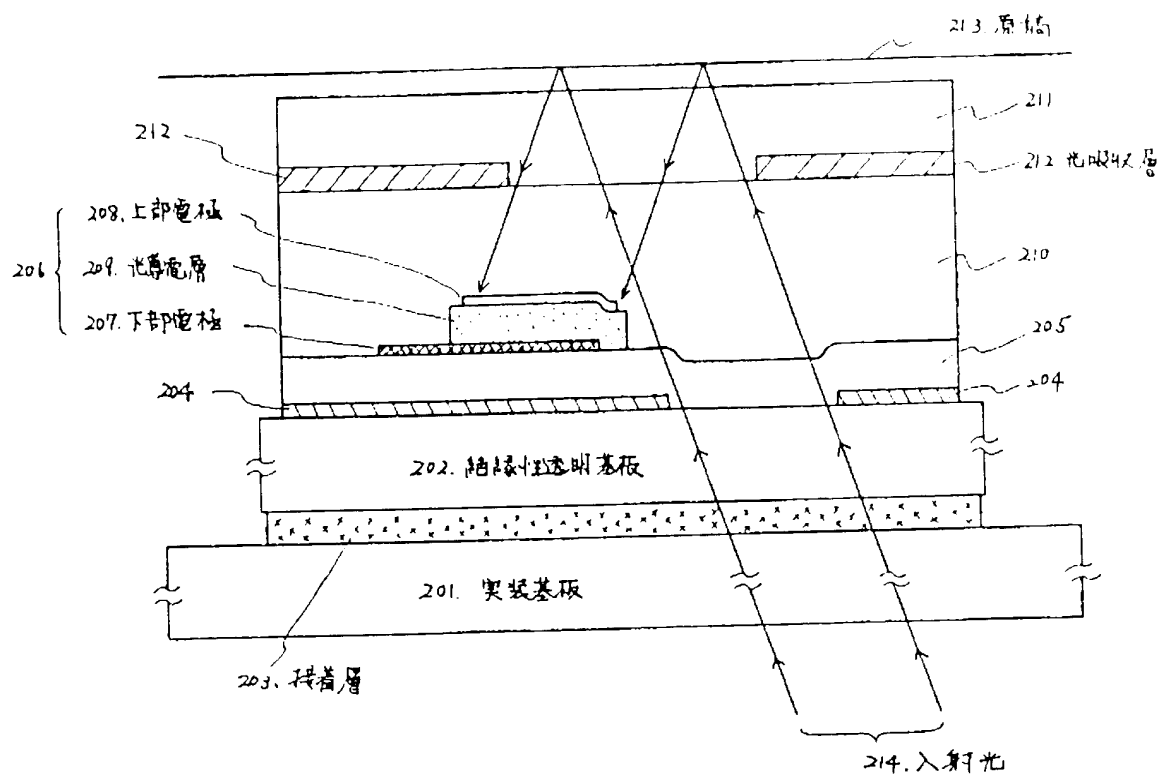 213. 原稿
211
212
212 光吸収層
208. 上部電極
206
209. 光導電層
210
207. 下部電極
205
204
204
202. 絶縁性透明基板
201. 実装基板
203. 接着層
214. 入射光